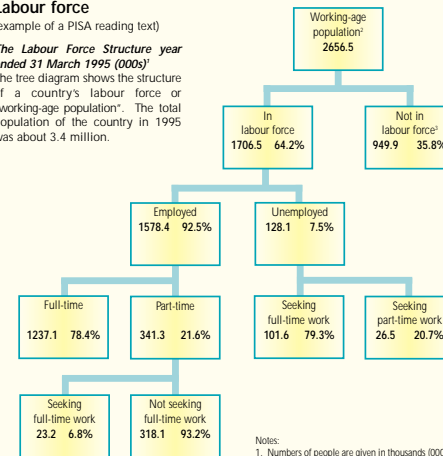 Labour force
(example of a PISA reading text)
The Labour Force Structure year
ended 31 March 1995 (000s)¹
The tree diagram shows the structure
of a country's labour force or
"working-age population". The total
population of the country in 1995
was about 3.4 million.
Working-age
population²
2656.5
In
labour force
1706.5 64.2%
Not in
labour force³
949.9 35.8%
Employed
1578.4 92.5%
Unemployed
128.1 7.5%
Full-time
1237.1 78.4%
Part-time
341.3 21.6%
Seeking
full-time work
101.6 79.3%
Seeking
part-time work
26.5 20.7%
Seeking
full-time work
23.2 6.8%
Not seeking
full-time work
318.1 93.2%
Notes:
1. Numbers of people are given in thousands (000